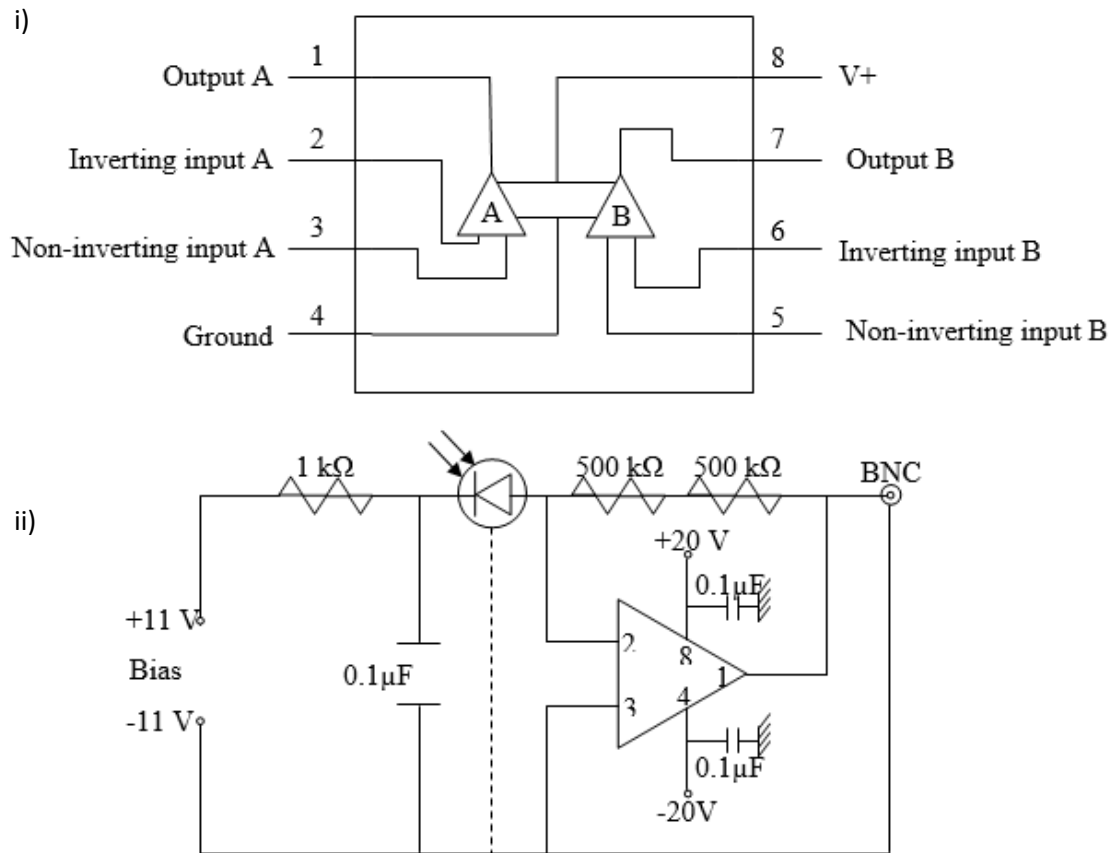 i)
1
Output A
8
V+
2
Inverting input A
7
Output B
A
B
3
Non-inverting input A
6
Inverting input B
4
Ground
5
Non-inverting input B
ii)
1 kΩ
500 kΩ 500 kΩ
BNC
+20 V
0.1µF
+11 V
Bias
-11 V
0.1µF
2
8
1
3
4
0.1µF
-20V